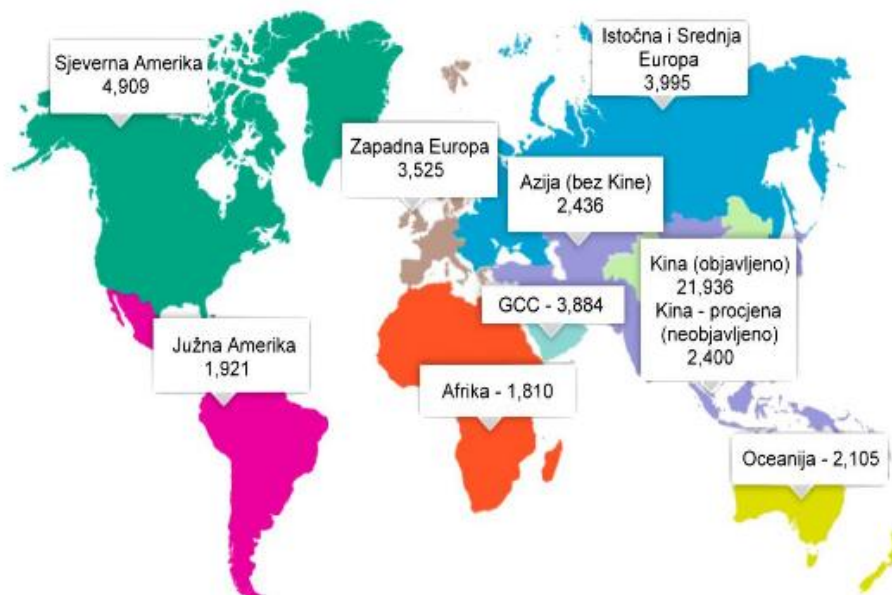 Sjeverna Amerika
4,909
Istočna i Srednja
Europa
3,995
Zapadna Europa
3,525
Azija (bez Kine)
2,436
Kina (objavljeno)
21,936
Kina - procjena
(neobjavljeno)
2,400
GCC - 3,884
Južna Amerika
1,921
Afrika - 1,810
Oceanija - 2,105